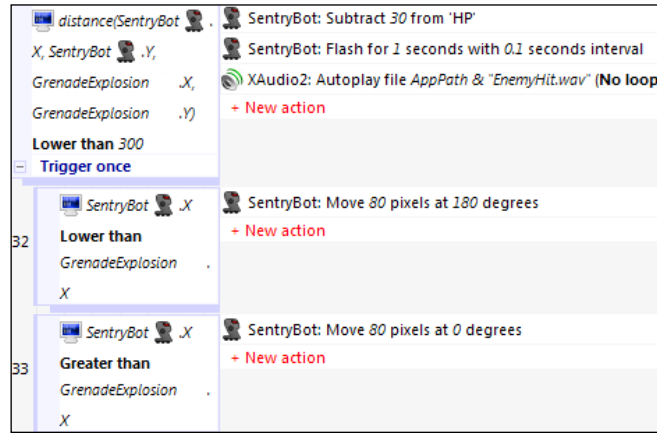 distance(SentryBot .
X, SentryBot .Y,
GrenadeExplosion .X,
GrenadeExplosion .Y)
Lower than 300
Trigger once
SentryBot: Subtract 30 from 'HP'
SentryBot: Flash for 1 seconds with 0.1 seconds interval
XAudio2: Autoplay file AppPath & "EnemyHit.wav" (No loop
+ New action
32
SentryBot .X
Lower than
GrenadeExplosion .
X
SentryBot: Move 80 pixels at 180 degrees
+ New action
33
SentryBot .X
Greater than
GrenadeExplosion .
X
SentryBot: Move 80 pixels at 0 degrees
+ New action